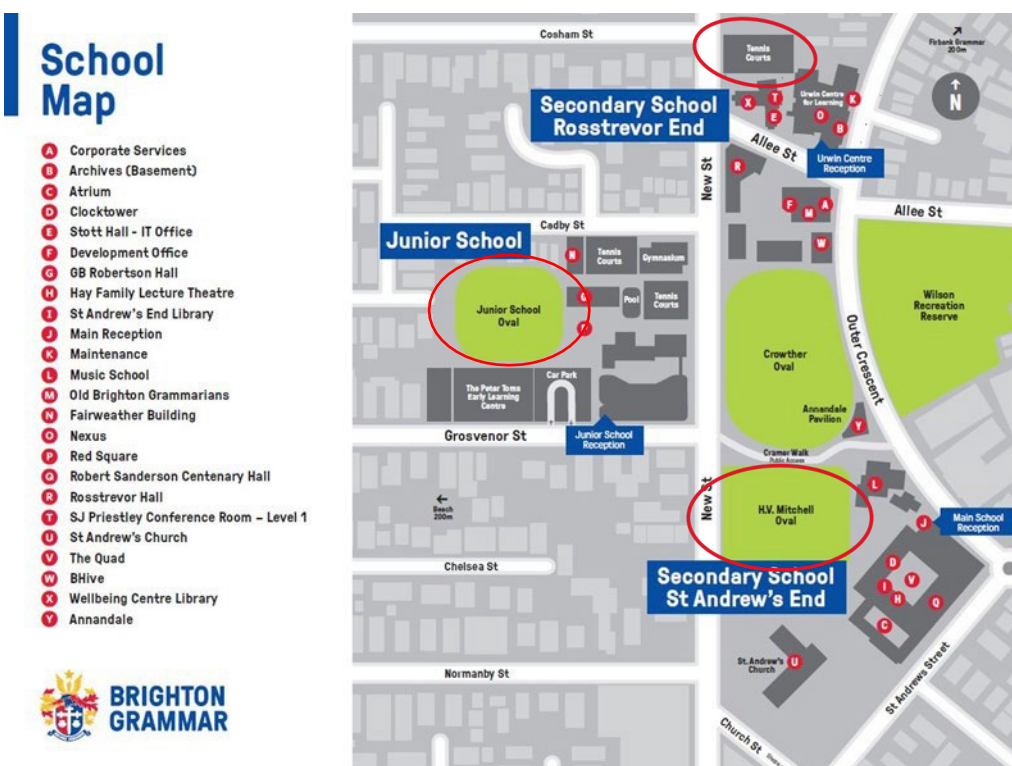 School
Map
A Corporate Services
B Archives (Basement)
C Atrium
D Clocktower
E Stott Hall - IT Office
F Development Office
G GB Robertson Hall
H Hay Family Lecture Theatre
I St Andrew's End Library
J Main Reception
K Maintenance
L Music School
M Old Brighton Grammarians
N Fairweather Building
O Nexus
P Red Square
Q Robert Sanderson Centenary Hall
R Rosstrevor Hall
T SJ Priestley Conference Room – Level 1
U St Andrew's Church
V The Quad
W BHive
X Wellbeing Centre Library
Y Annandale
BRIGHTON
GRAMMAR
Cosham St
Tennis
Courts
Firbank Grammar
200m
N
Secondary School
Rosstrevor End
X
T
E
Urwin Centre
for Learning
K
O
B
Allee St
Urwin Centre
Reception
New St
R
F
M
A
W
Allee St
Cadby St
Junior School
N
Tennis
Courts
Gymnasium
Junior School
Oval
G
Pool
Tennis
Courts
Wilson
Recreation
Reserve
Outer Crescent
Crowther
Oval
Car Park
The Peter Toms
Early Learning
Centre
Annandale
Pavilion
Y
Grosvenor St
Junior School
Reception
Cramer Walk
Public Access
New St
Beach
200m
H.V. Mitchell
Oval
L
J
Main School
Reception
Chelsea St
Secondary School
St Andrew's End
D
I
V
H
Q
C
St. Andrew's
Church
U
Normanby St
St Andrews Street
Church St